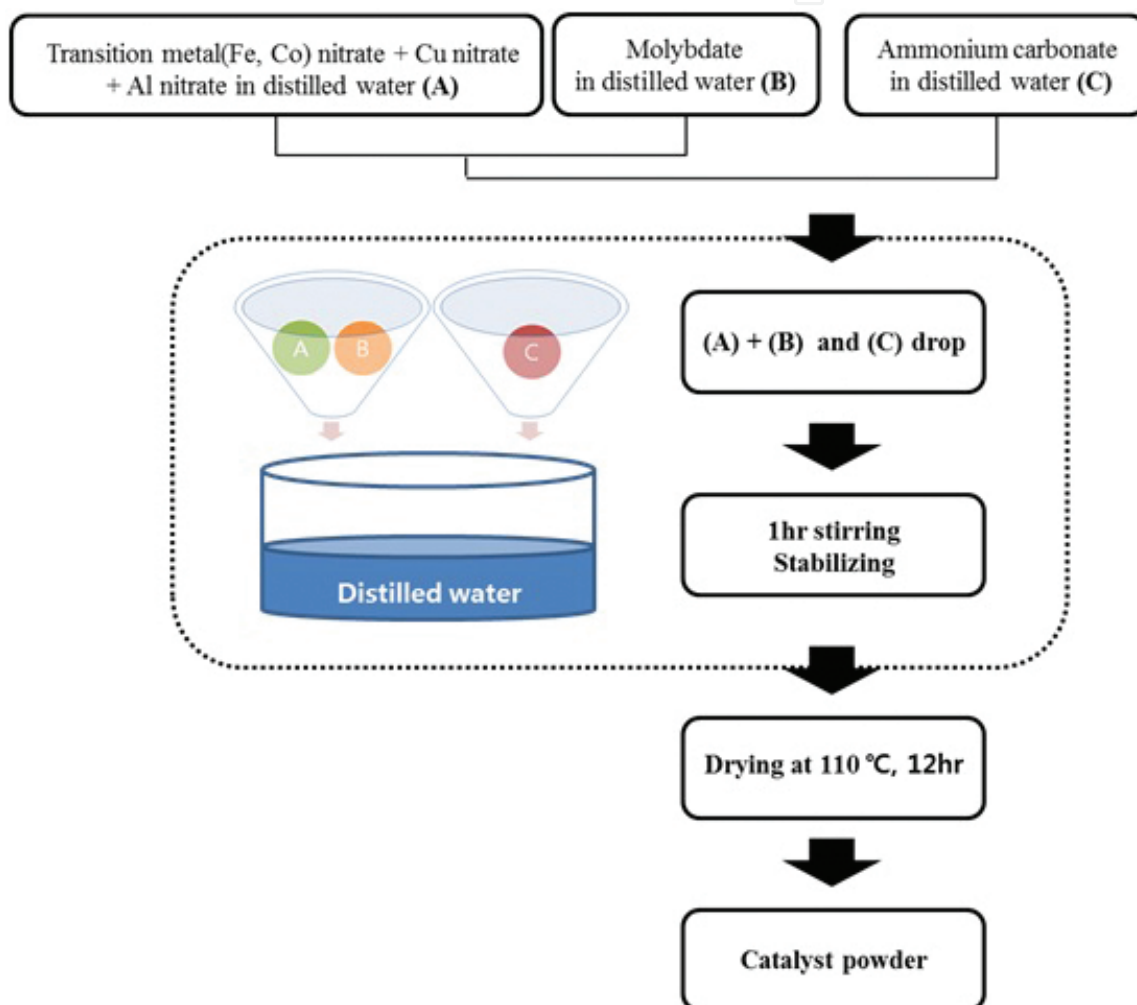 Transition metal(Fe, Co) nitrate + Cu nitrate
+ Al nitrate in distilled water (A)
Molybdate
in distilled water (B)
Ammonium carbonate
in distilled water (C)
A
B
C
Distilled water
(A) + (B) and (C) drop
1hr stirring
Stabilizing
Drying at 110 ℃, 12hr
Catalyst powder